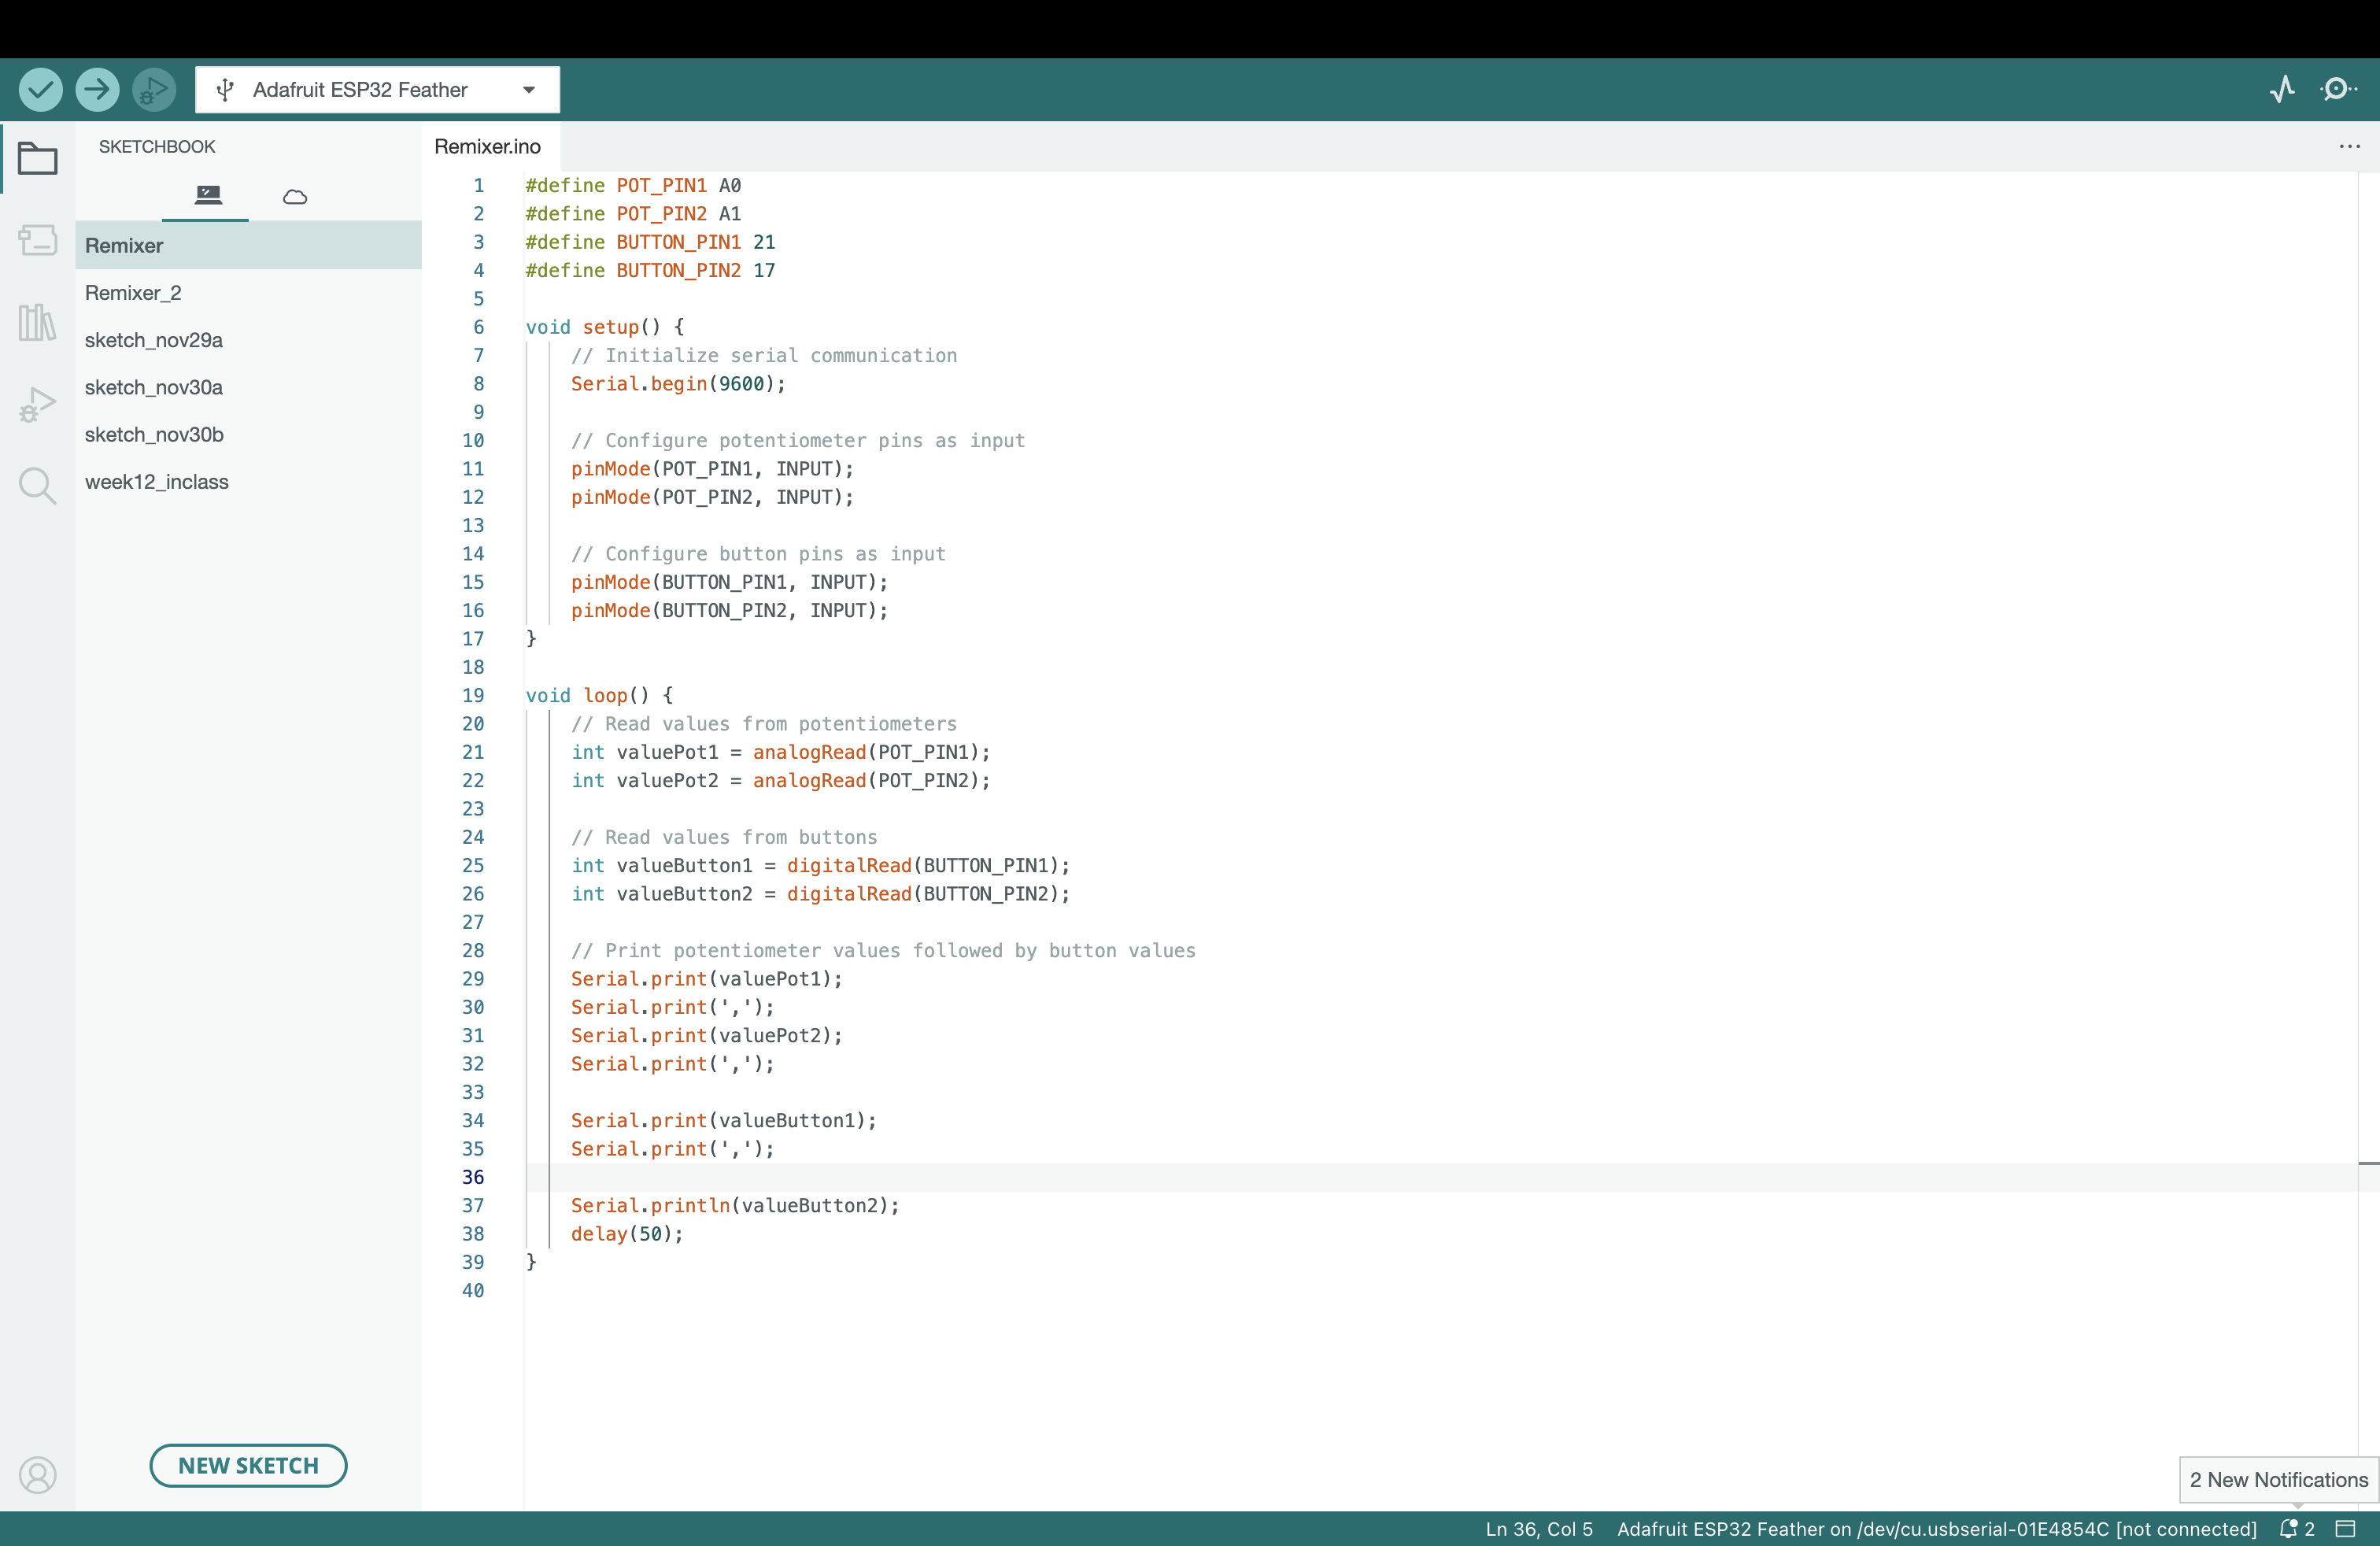 Adafruit ESP32 Feather
SKETCHBOOK
Remixer
Remixer_2
sketch_nov29a
sketch_nov30a
sketch_nov30b
week12_inclass
NEW SKETCH
Remixer.ino
1 #define POT_PIN1 A0
2 #define POT_PIN2 A1
3 #define BUTTON_PIN1 21
4 #define BUTTON_PIN2 17
5
6 void setup() {
7 // Initialize serial communication
8 Serial.begin(9600);
9
10 // Configure potentiometer pins as input
11 pinMode(POT_PIN1, INPUT);
12 pinMode(POT_PIN2, INPUT);
13
14 // Configure button pins as input
15 pinMode(BUTTON_PIN1, INPUT);
16 pinMode(BUTTON_PIN2, INPUT);
17 }
18
19 void loop() {
20 // Read values from potentiometers
21 int valuePot1 = analogRead(POT_PIN1);
22 int valuePot2 = analogRead(POT_PIN2);
23
24 // Read values from buttons
25 int valueButton1 = digitalRead(BUTTON_PIN1);
26 int valueButton2 = digitalRead(BUTTON_PIN2);
27
28 // Print potentiometer values followed by button values
29 Serial.print(valuePot1);
30 Serial.print(',');
31 Serial.print(valuePot2);
32 Serial.print(',');
33
34 Serial.print(valueButton1);
35 Serial.print(',');
36
37 Serial.println(valueButton2);
38 delay(50);
39 }
40
2 New Notifications
Ln 36, Col 5 Adafruit ESP32 Feather on /dev/cu.usbserial-01E4854C [not connected] 2